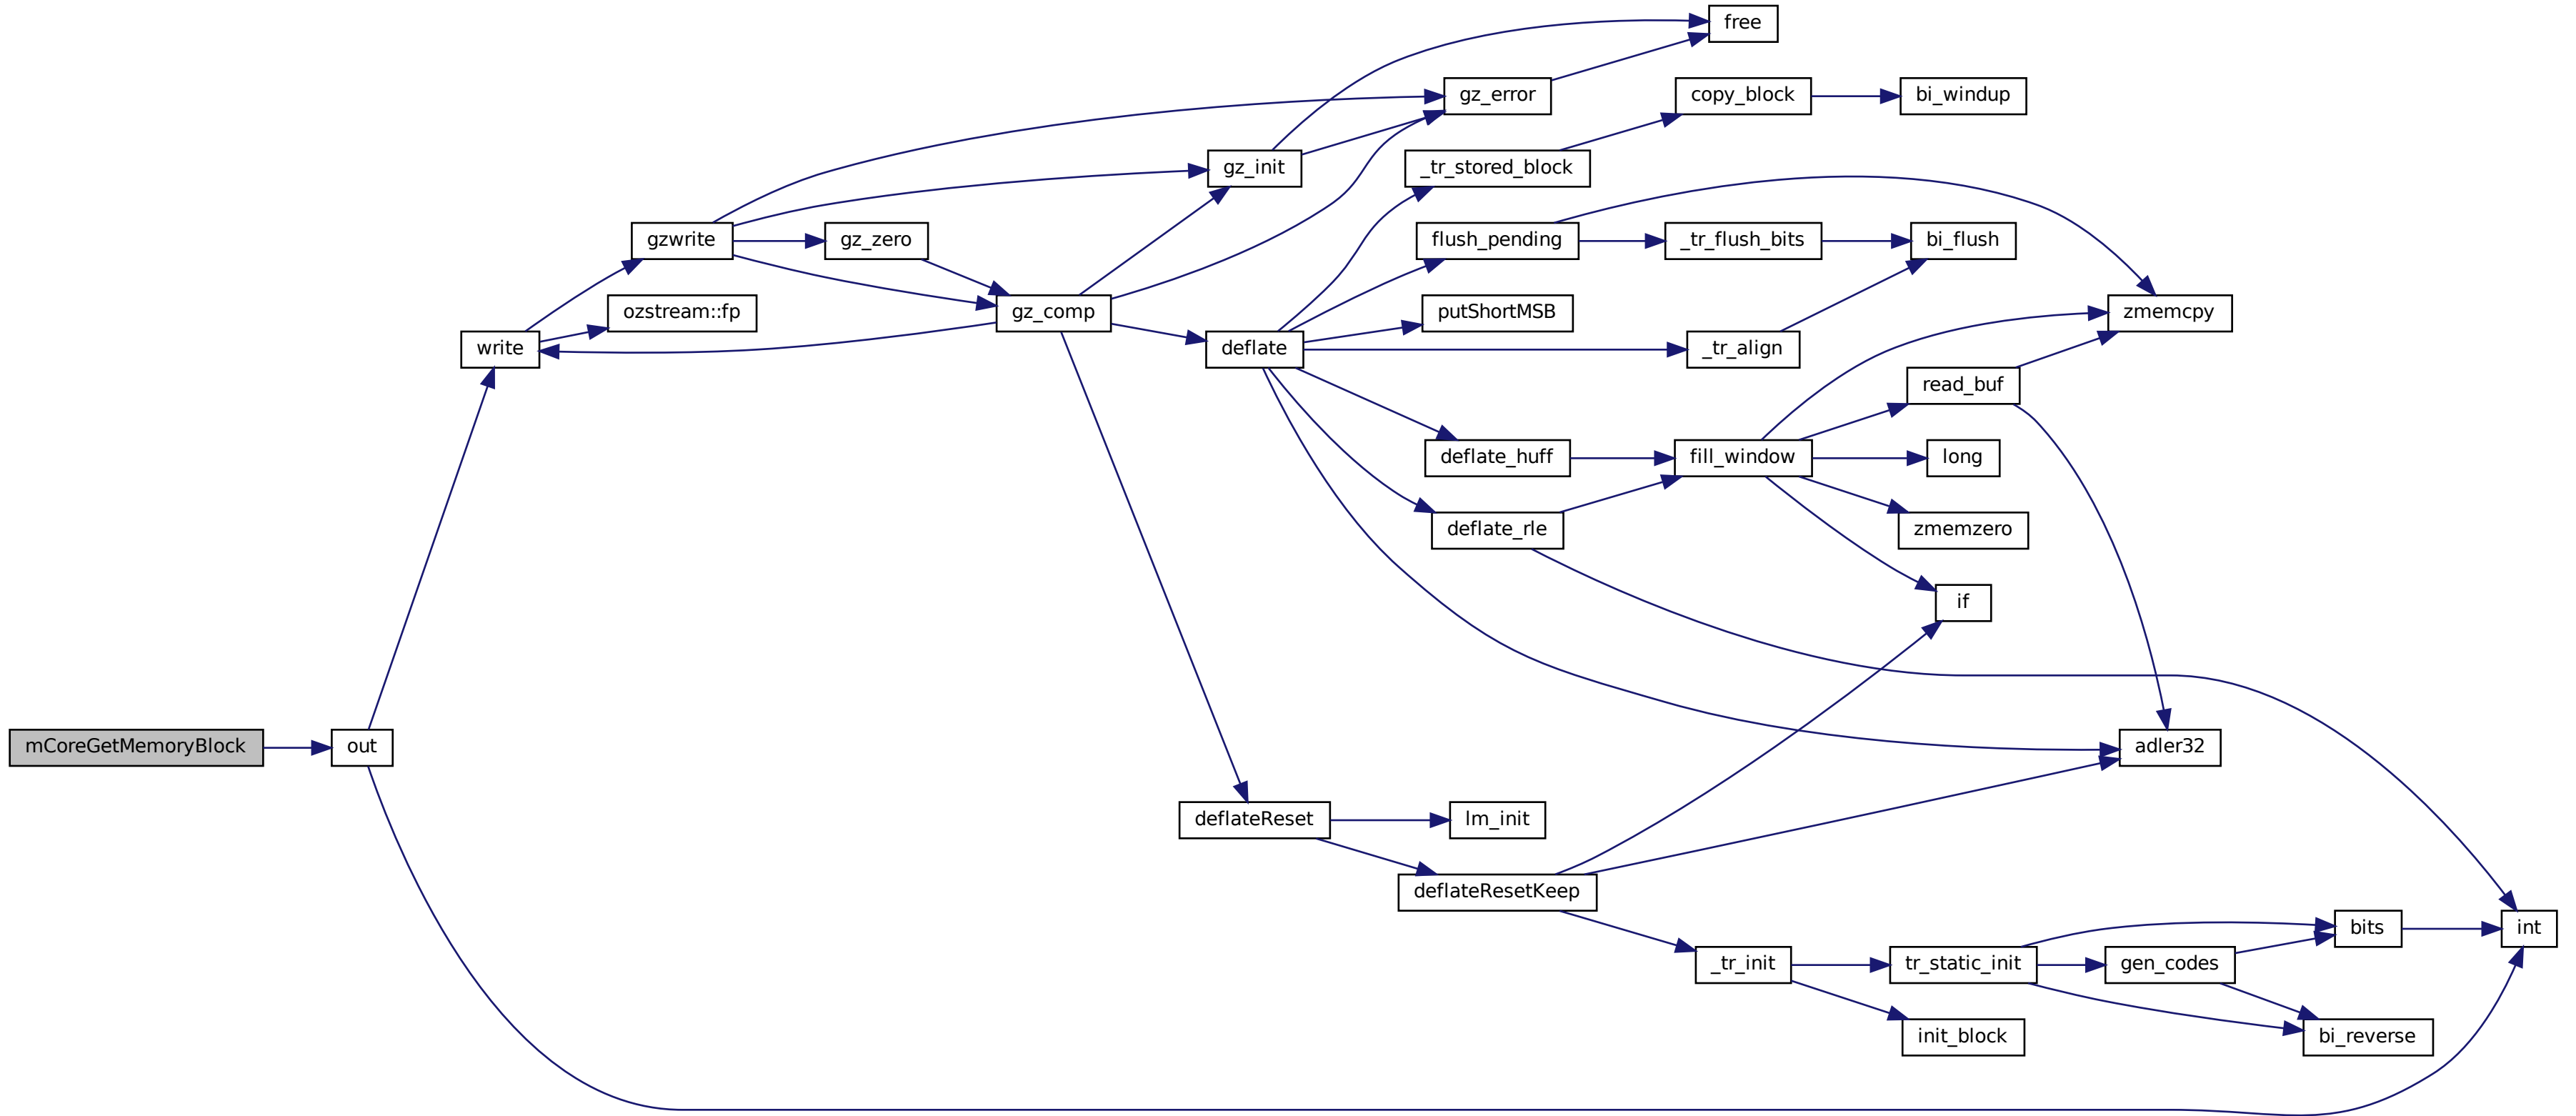 free
gz_error
copy_block
bi_windup
gz_init
_tr_stored_block
gzwrite
gz_zero
flush_pending
_tr_flush_bits
bi_flush
ozstream::fp
gz_comp
putShortMSB
zmemcpy
write
deflate
_tr_align
read_buf
deflate_huff
fill_window
long
deflate_rle
zmemzero
if
mCoreGetMemoryBlock
out
adler32
deflateReset
lm_init
deflateResetKeep
bits
int
_tr_init
tr_static_init
gen_codes
init_block
bi_reverse